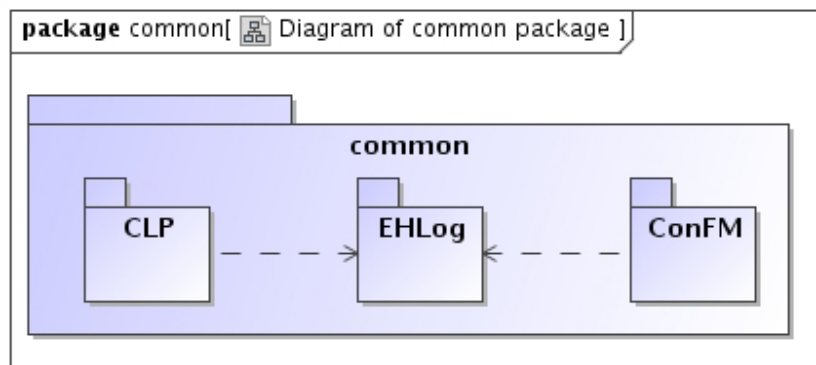 package common[ Diagram of common package ]
common
CLP
EHLog
ConFM